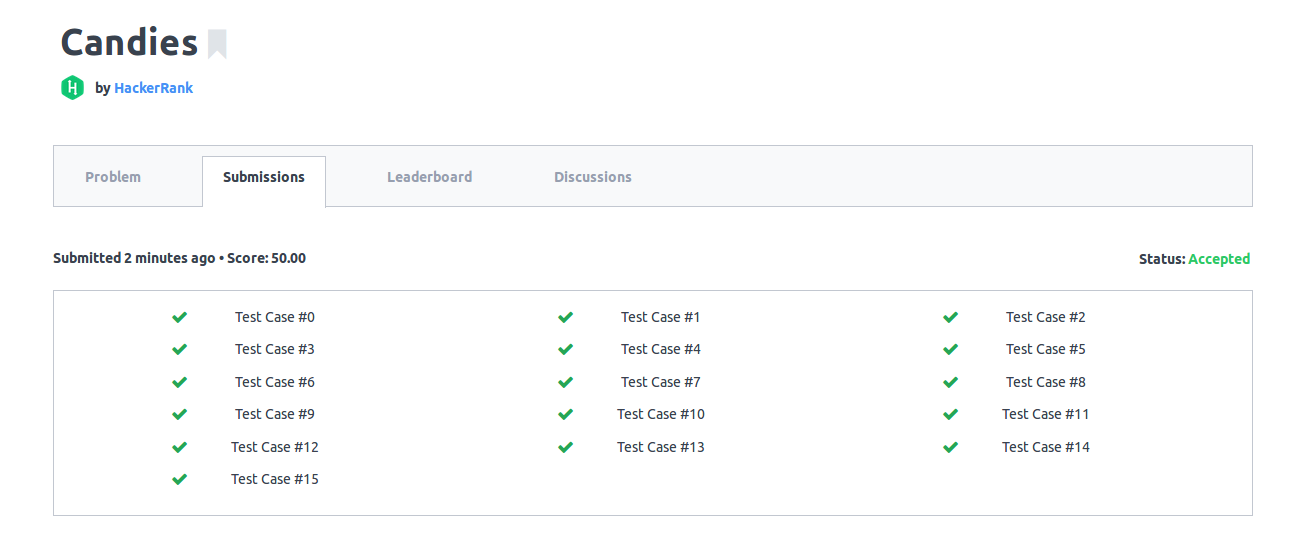 Candies
by HackerRank
Problem Submissions Leaderboard Discussions
Submitted 2 minutes ago • Score: 50.00 Status: Accepted
Test Case #0 Test Case #1 Test Case #2
Test Case #3 Test Case #4 Test Case #5
Test Case #6 Test Case #7 Test Case #8
Test Case #9 Test Case #10 Test Case #11
Test Case #12 Test Case #13 Test Case #14
Test Case #15